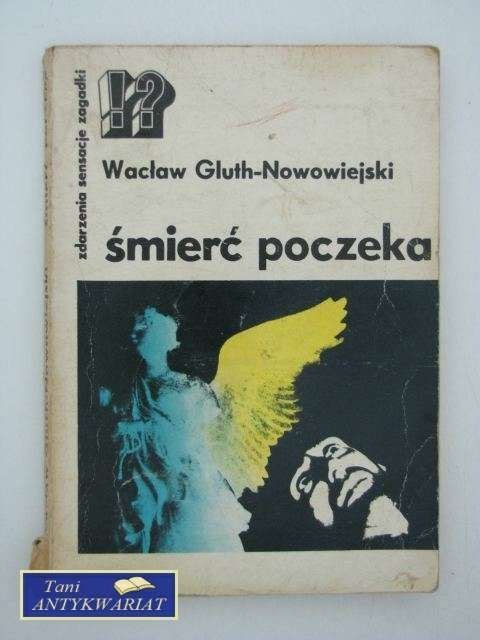 !?
zdarzenia sensacje zagadki
Wacław Gluth-Nowowiejski
śmierć poczeka
Tani
ANTYKWARIAT